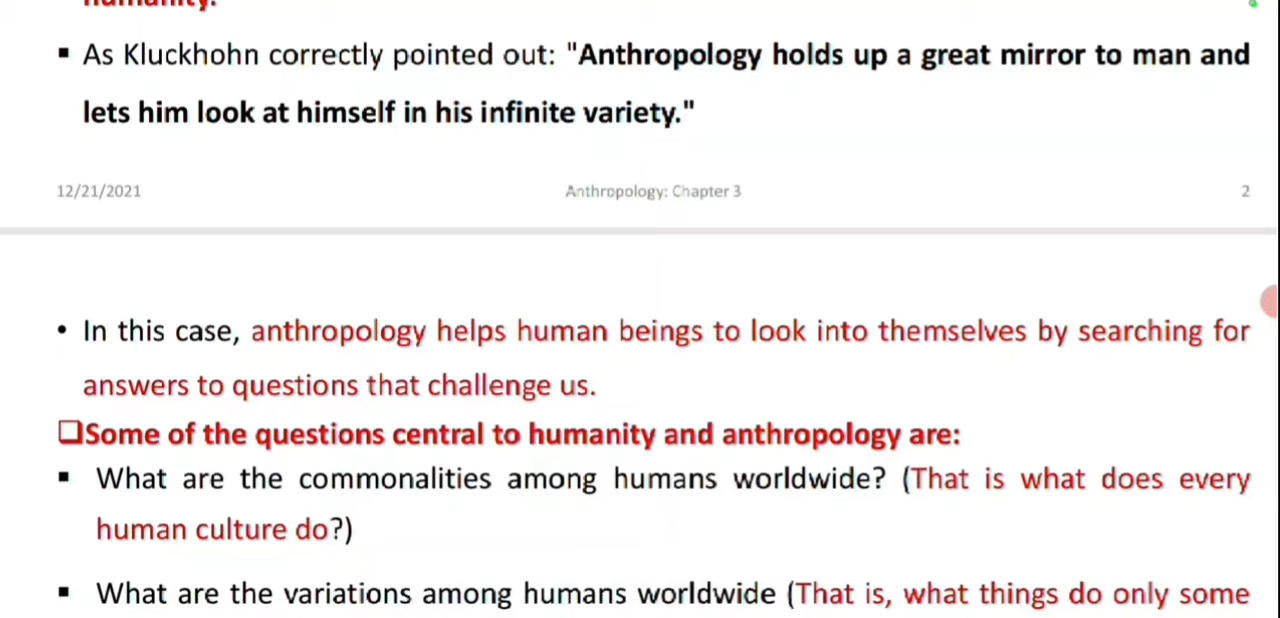 humanity.
▪ As Kluckhohn correctly pointed out: "Anthropology holds up a great mirror to man and
lets him look at himself in his infinite variety."
12/21/2021 Anthropology: Chapter 3 2
• In this case, anthropology helps human beings to look into themselves by searching for
answers to questions that challenge us.
❑Some of the questions central to humanity and anthropology are:
▪ What are the commonalities among humans worldwide? (That is what does every
human culture do?)
▪ What are the variations among humans worldwide (That is, what things do only some